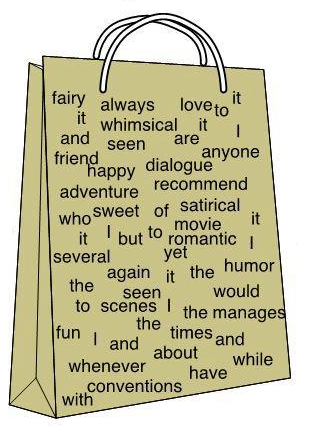 fairy always love to it
it whimsical it I
and seen are anyone
friend happy dialogue
adventure recommend
who sweet of satirical
it I but to movie it
romantic I
several yet
again it the humor
the seen would
to scenes I the manages
fun I and the times and
whenever about while
conventions have
with